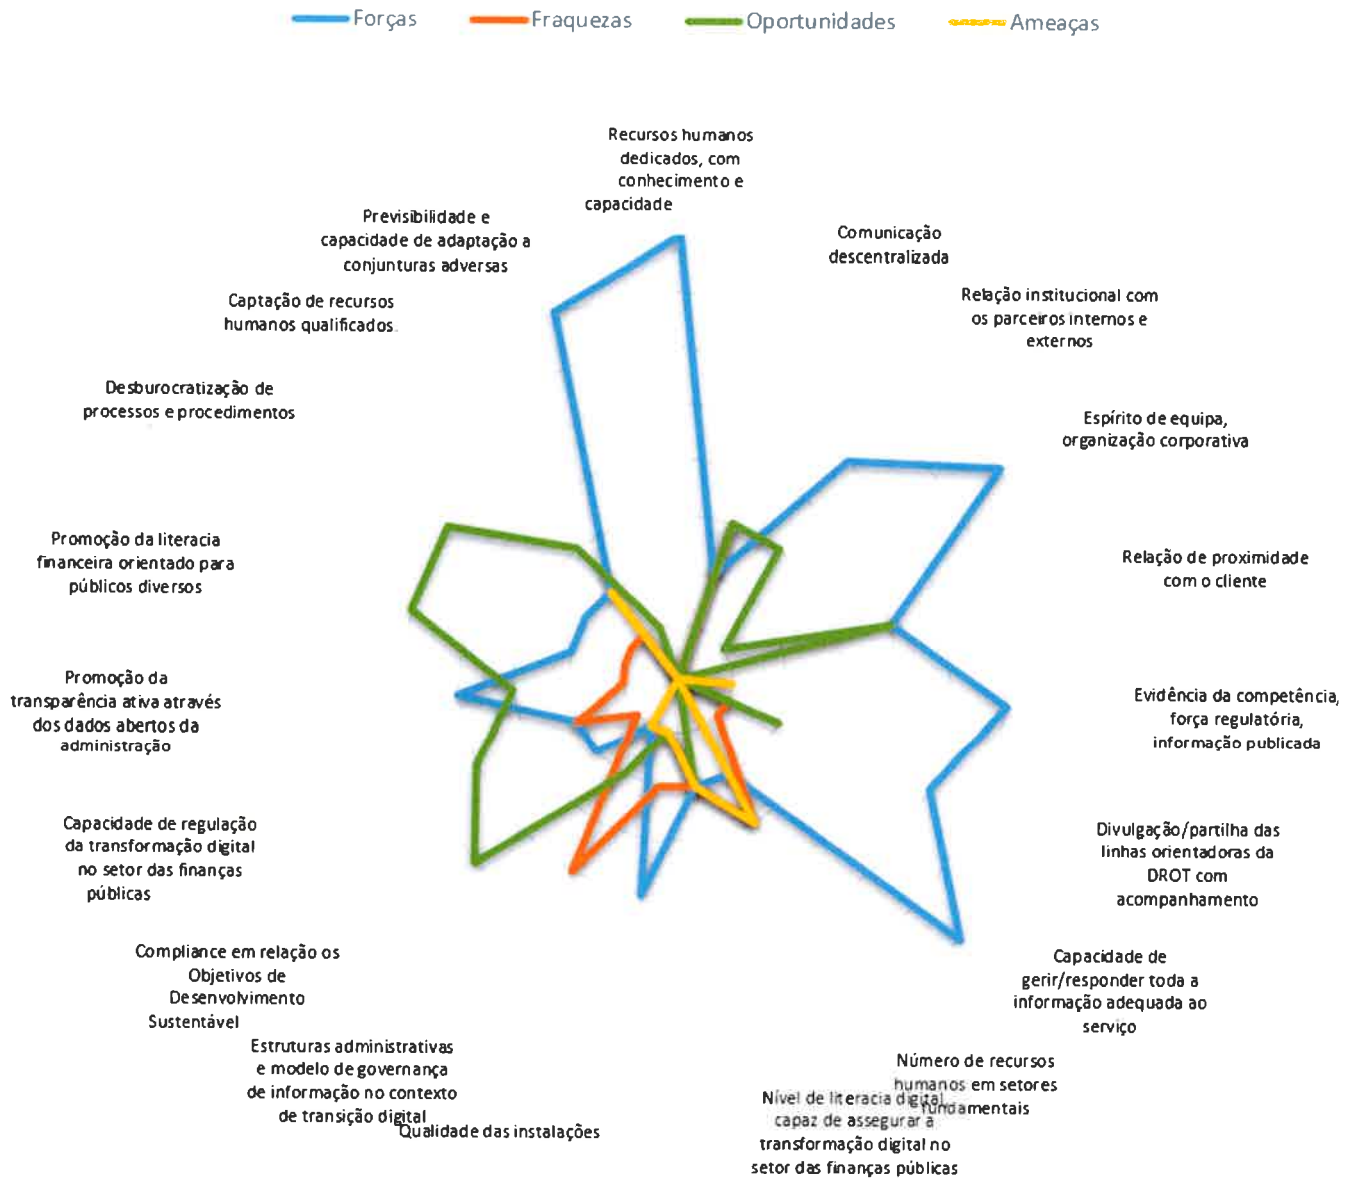 Forças Fraquezas Oportunidades Ameaças
Recursos humanos
dedicados, com
conhecimento e
capacidade
Comunicação
descentralizada
Relação institucional com
os parceiros internos e
externos
Espírito de equipa,
organização corporativa
Relação de proximidade
com o cliente
Evidência da competência,
força regulatória,
informação publicada
Divulgação/partilha das
linhas orientadoras da
DROT com
acompanhamento
Capacidade de
gerir/responder toda a
informação adequada ao
serviço
Número de recursos
humanos em setores
fundamentais
Nível de literacia digital
capaz de assegurar a
transformação digital no
setor das finanças públicas
Qualidade das instalações
Estruturas administrativas
e modelo de governança
de informação no contexto
de transição digital
Compliance em relação os
Objetivos de
Desenvolvimento
Sustentável
Capacidade de regulação
da transformação digital
no setor das finanças
públicas
Promoção da
transparência ativa através
dos dados abertos da
administração
Promoção da literacia
financeira orientado para
públicos diversos
Desburocratização de
processos e procedimentos
Captação de recursos
humanos qualificados
Previsibilidade e
capacidade de adaptação a
conjunturas adversas